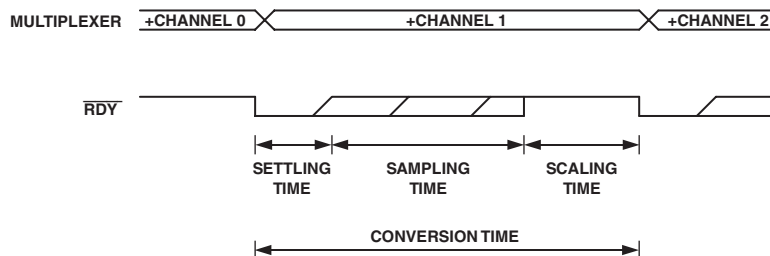 MULTIPLEXER
+CHANNEL 0
+CHANNEL 1
+CHANNEL 2
RDY
SETTLING
TIME
SAMPLING
TIME
SCALING
TIME
CONVERSION TIME